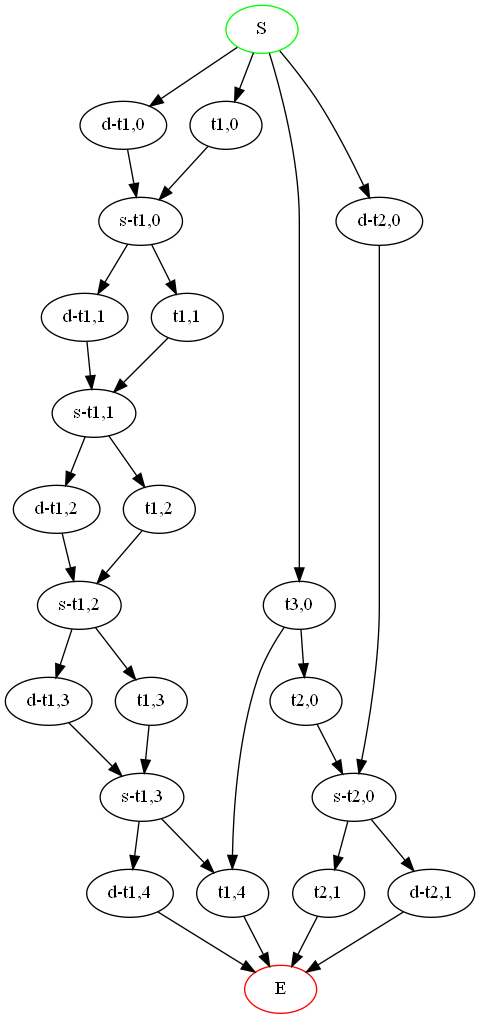 S
d-t1,0
t1,0
s-t1,0
d-t2,0
d-t1,1
t1,1
s-t1,1
d-t1,2
t1,2
s-t1,2
t3,0
d-t1,3
t1,3
t2,0
s-t1,3
s-t2,0
d-t1,4
t1,4
t2,1
d-t2,1
E